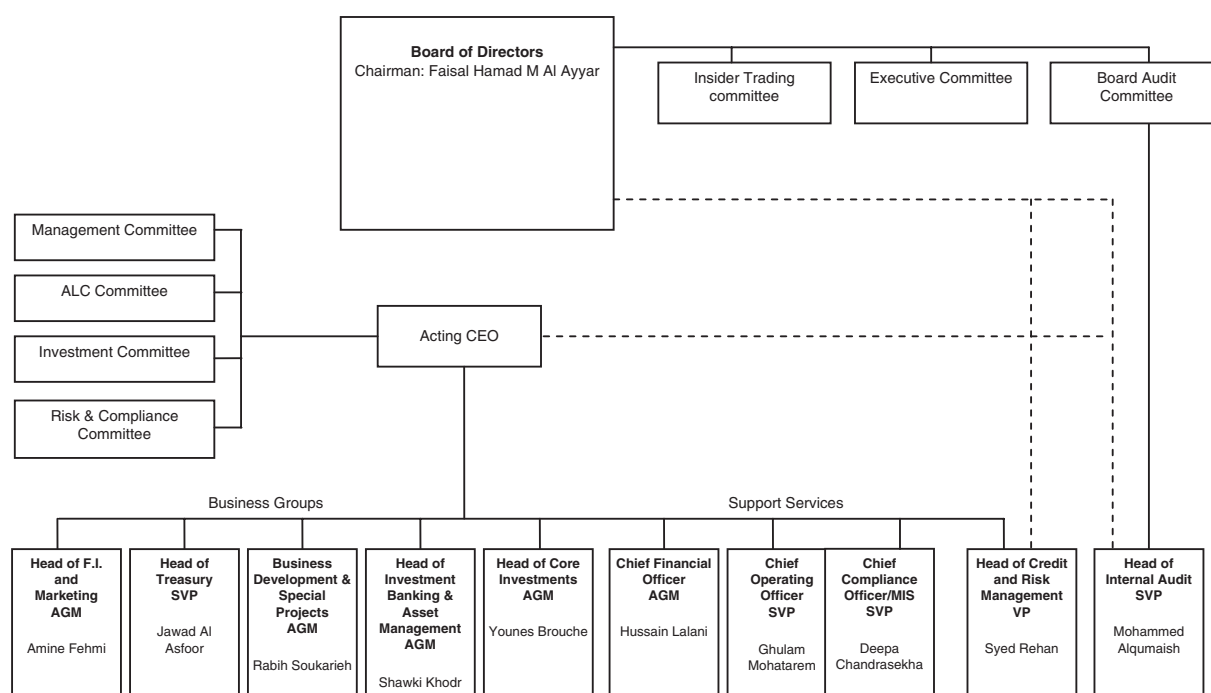 Board of Directors
Chairman: Faisal Hamad M Al Ayyar
Insider Trading
committee
Executive Committee
Board Audit
Committee
Management Committee
ALC Committee
Investment Committee
Risk & Compliance
Committee
Acting CEO
Business Groups
Support Services
Head of F.I.
and
Marketing
AGM
Amine Fehmi
Head of
Treasury
SVP
Jawad Al
Asfoor
Business
Development &
Special
Projects
AGM
Rabih Soukarieh
Head of
Investment
Banking &
Asset
Management
AGM
Shawki Khodr
Head of Core
Investments
AGM
Younes Brouche
Chief Financial
Officer
AGM
Hussain Lalani
Chief
Operating
Officer
SVP
Ghulam
Mohatarem
Chief
Compliance
Officer/MIS
SVP
Deepa
Chandrasekha
Head of Credit
and Risk
Management
VP
Syed Rehan
Head of
Internal Audit
SVP
Mohammed
Alqumaish